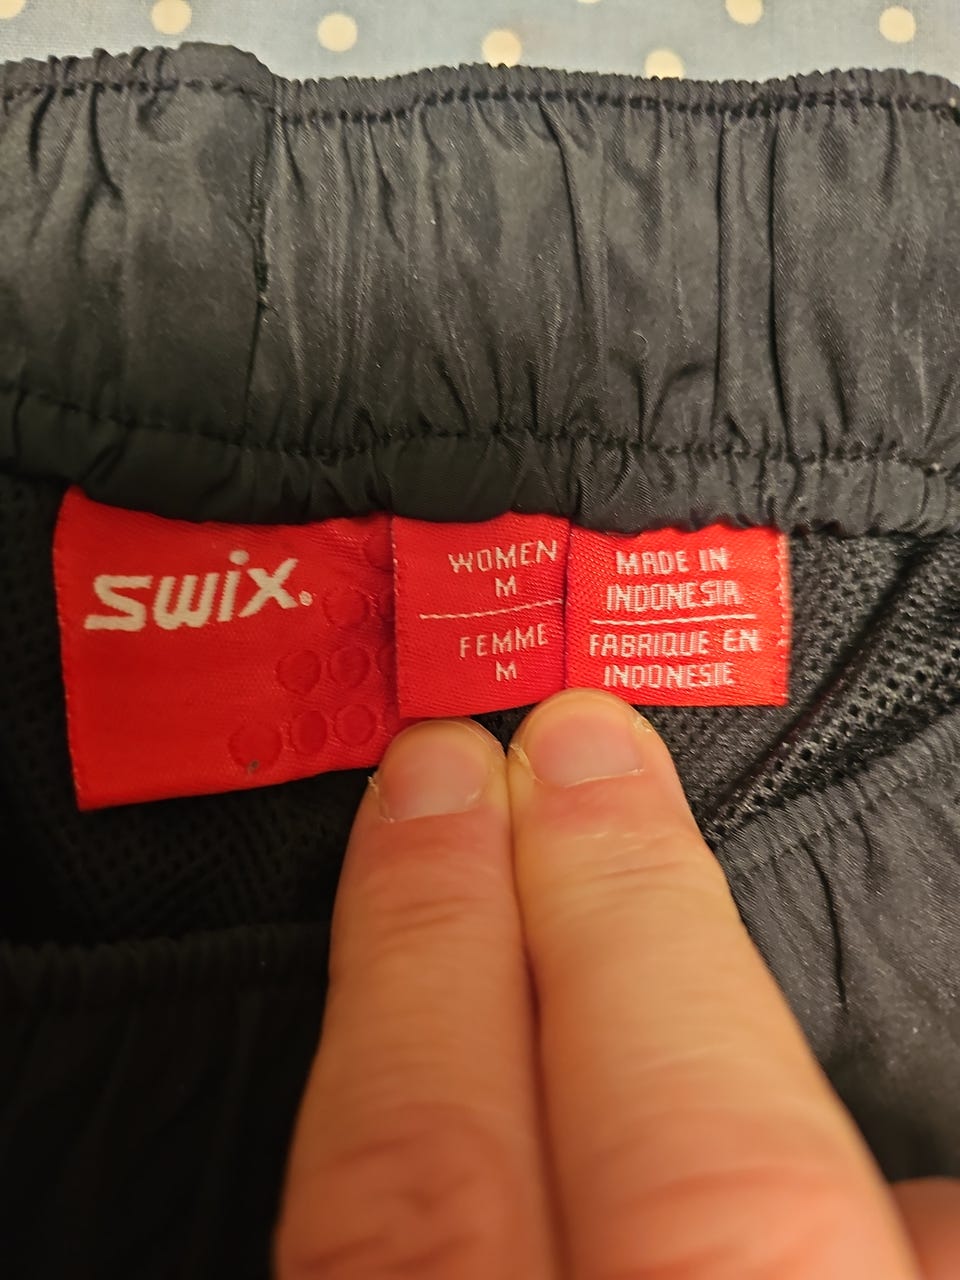 swix.
WOMEN
M
FEMME
M
MADE IN
INDONESIA
FABRIQUE EN
INDONESIE